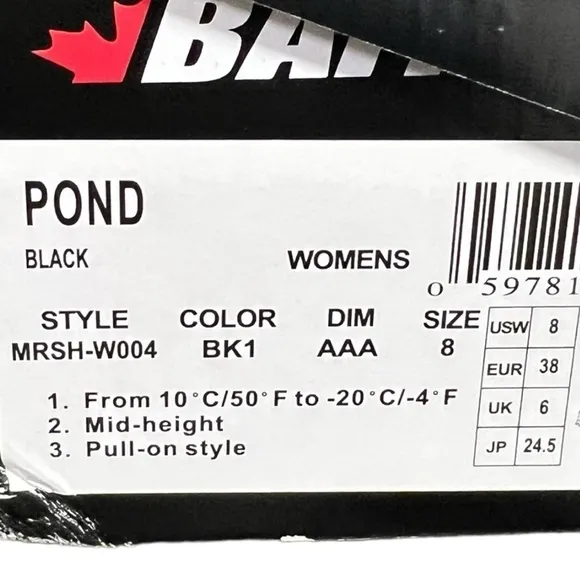 POND
BLACK WOMENS
0 59781
STYLE COLOR DIM SIZE
MRSH-W004 BK1 AAA 8
USW 8
EUR 38
UK 6
JP 24.5
1. From 10°C/50°F to -20°C/-4°F
2. Mid-height
3. Pull-on style